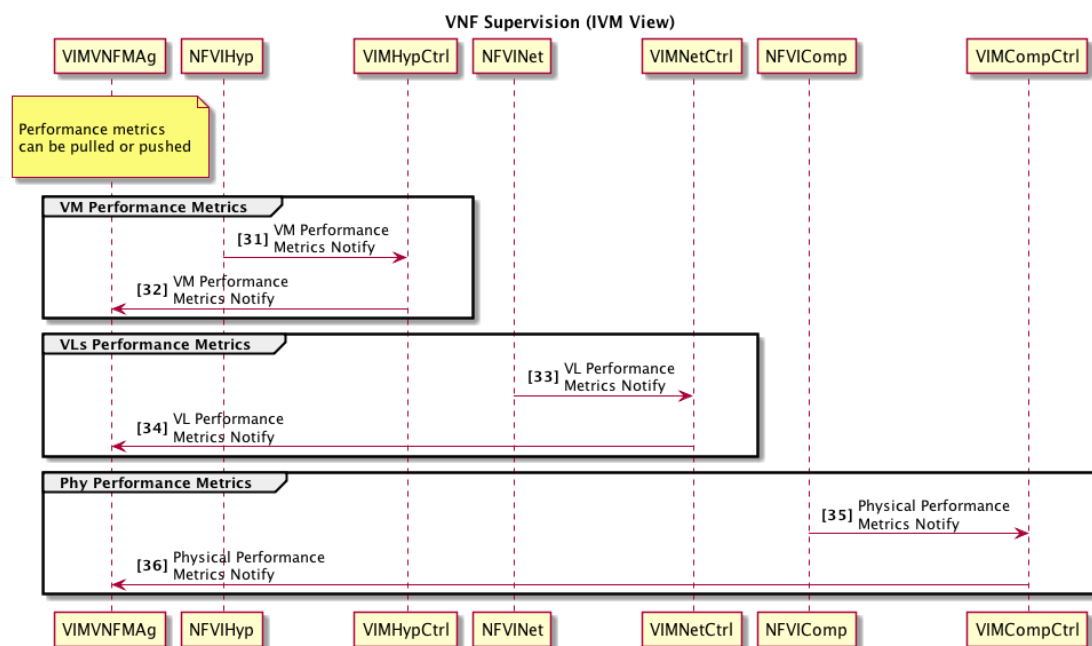 VNF Supervision (IVM View)
VIMVNFMAg NFVIHyp VIMHypCtrl NFVINet VIMNetCtrl NFVIComp VIMCompCtrl
Performance metrics
can be pulled or pushed
VM Performance Metrics
[31] VM Performance
Metrics Notify
[32] VM Performance
Metrics Notify
VLs Performance Metrics
[33] VL Performance
Metrics Notify
[34] VL Performance
Metrics Notify
Phy Performance Metrics
[35] Physical Performance
Metrics Notify
[36] Physical Performance
Metrics Notify
VIMVNFMAg NFVIHyp VIMHypCtrl NFVINet VIMNetCtrl NFVIComp VIMCompCtrl